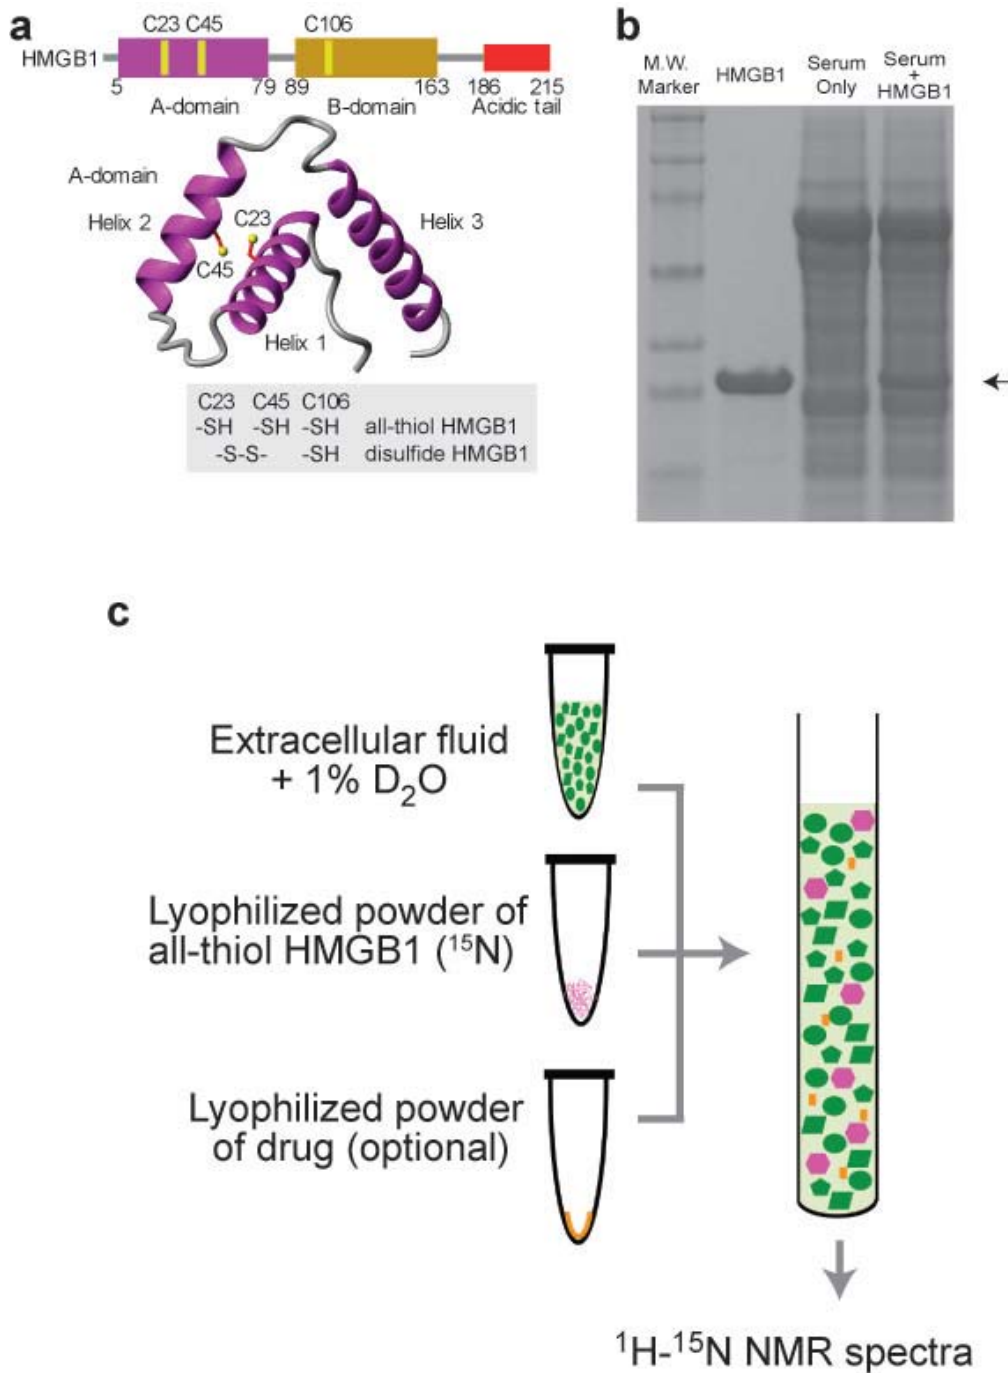 a
C23 C45 C106
HMGB1
5 79 89 163 186 215
A-domain B-domain Acidic tail
A-domain
Helix 2
C23
Helix 3
C45
Helix 1
C23 C45 C106
-SH -SH -SH all-thiol HMGB1
-S-S- -SH disulfide HMGB1
b
M.W.
Marker
HMGB1
Serum
Only
Serum
+
HMGB1
c
Extracellular fluid
+ 1% D₂O
Lyophilized powder of
all-thiol HMGB1 (¹⁵N)
Lyophilized powder
of drug (optional)
¹H-¹⁵N NMR spectra